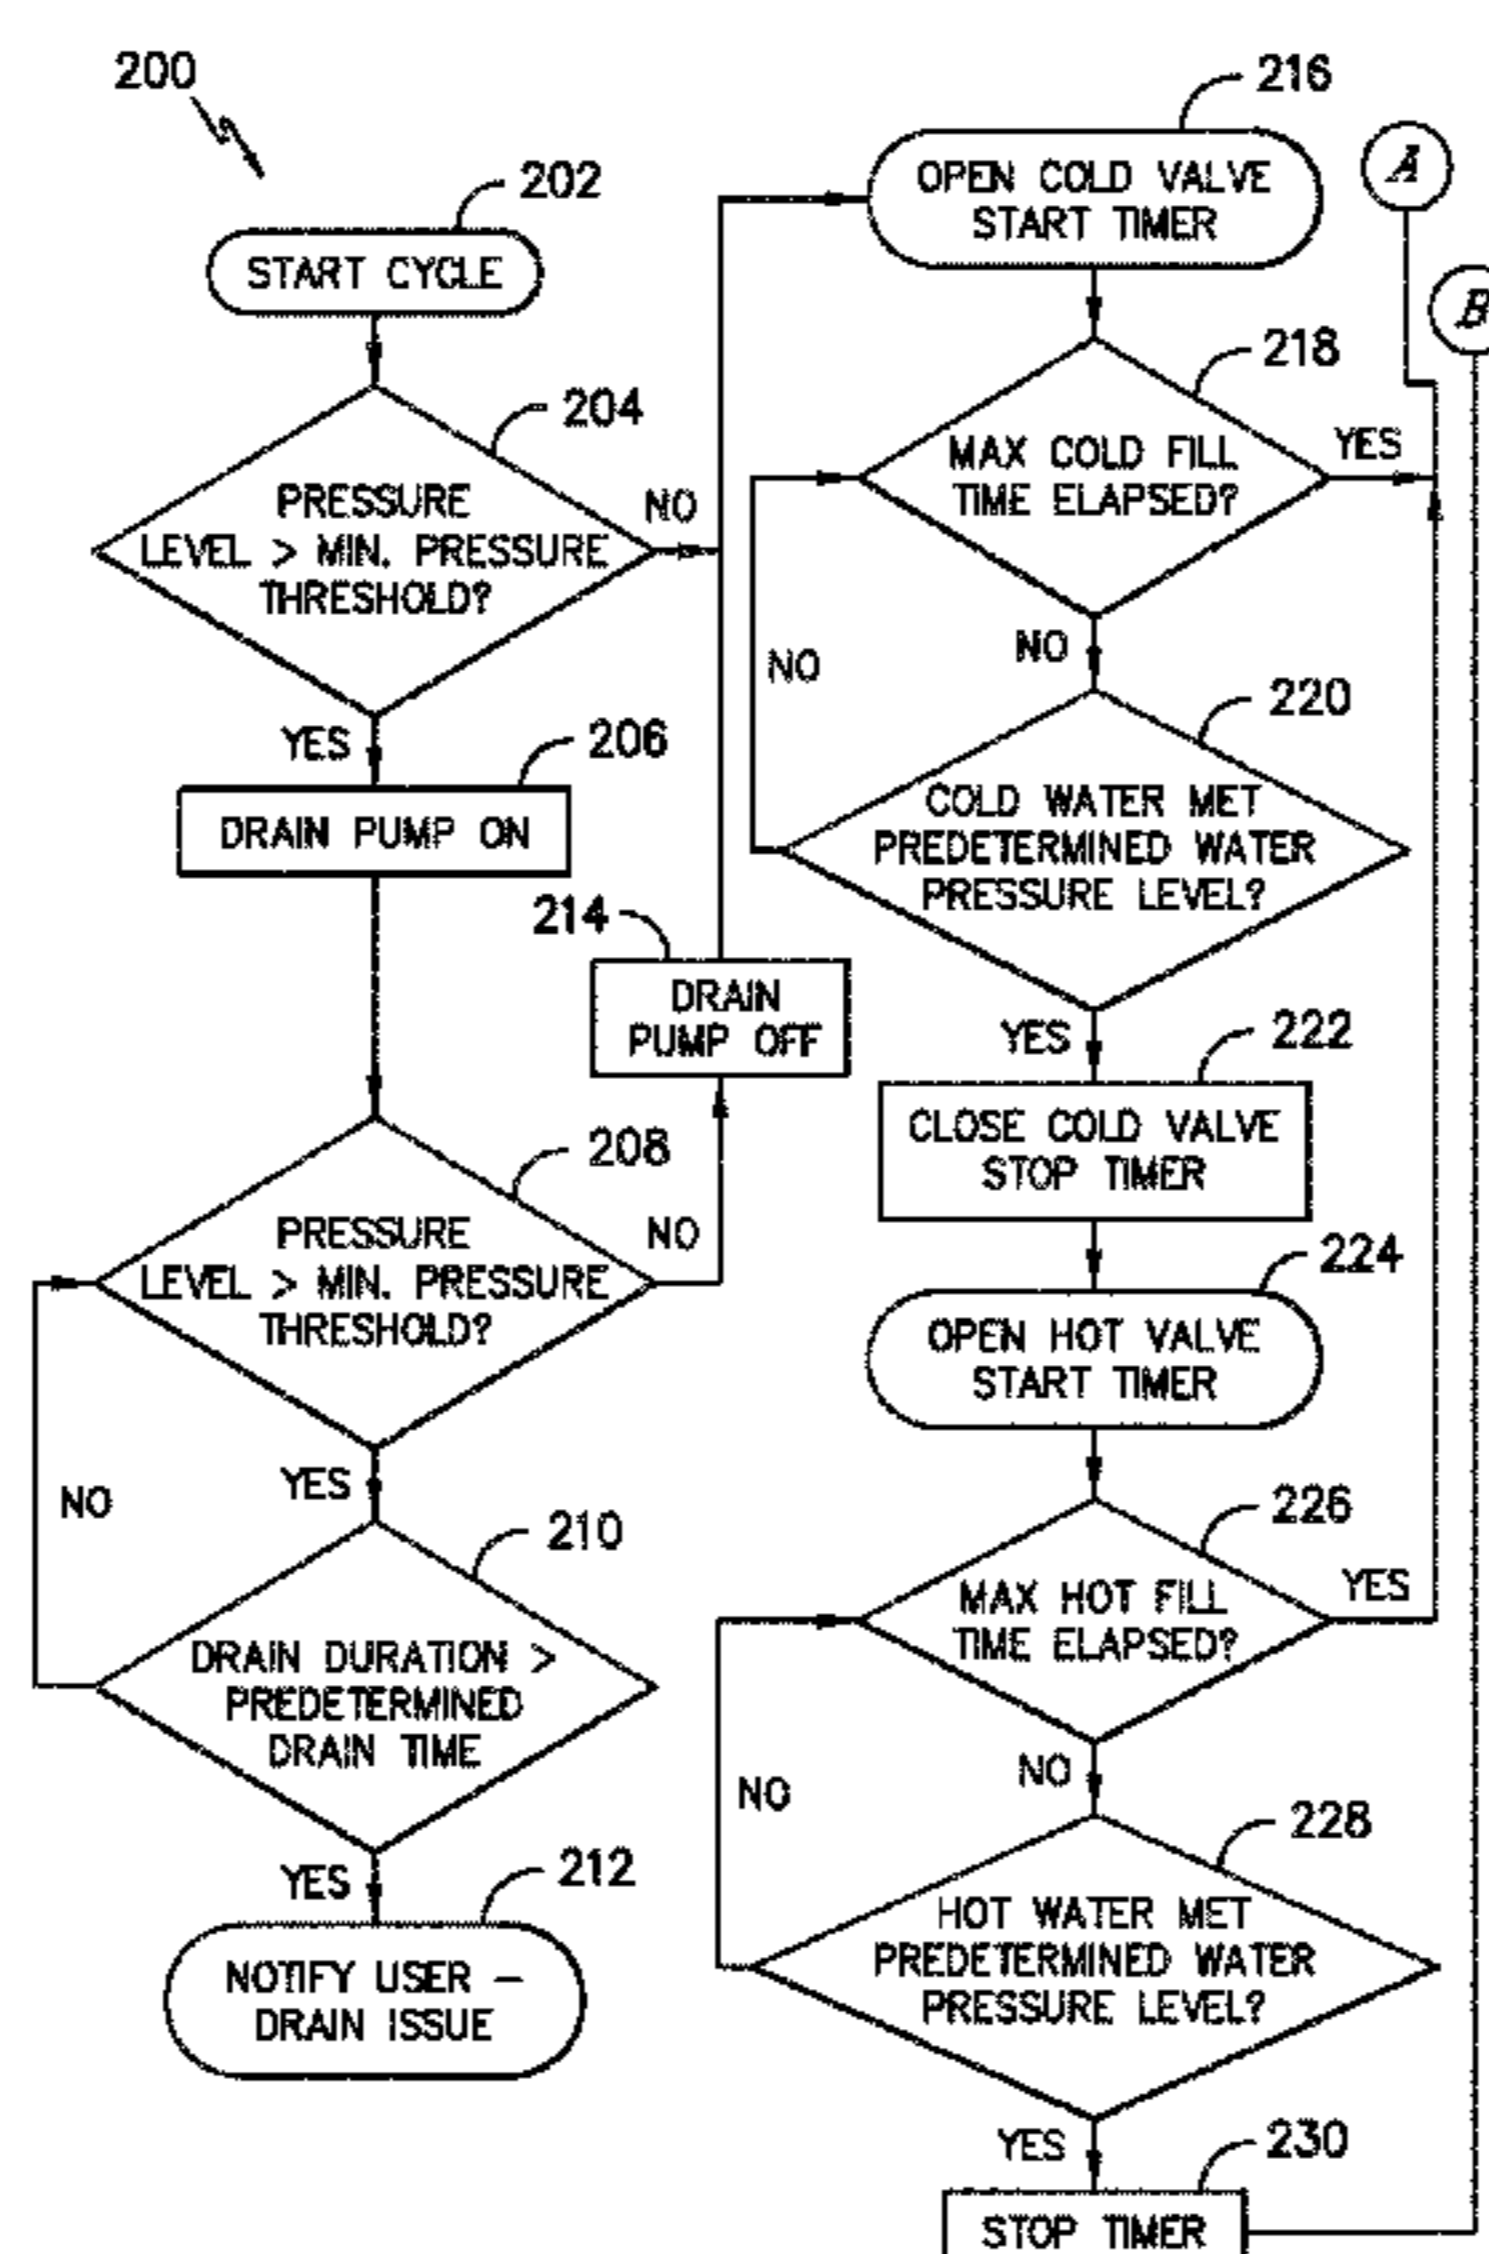 200
202
START CYCLE
204
PRESSURE
LEVEL > MIN. PRESSURE
THRESHOLD?
NO
YES
206
DRAIN PUMP ON
214
DRAIN
PUMP OFF
208
PRESSURE
LEVEL > MIN. PRESSURE
THRESHOLD?
NO
YES
NO
210
DRAIN DURATION >
PREDETERMINED
DRAIN TIME
YES
212
NOTIFY USER –
DRAIN ISSUE
216
OPEN COLD VALVE
START TIMER
A
B
218
MAX COLD FILL
TIME ELAPSED?
YES
NO
NO
220
COLD WATER MET
PREDETERMINED WATER
PRESSURE LEVEL?
YES
222
CLOSE COLD VALVE
STOP TIMER
224
OPEN HOT VALVE
START TIMER
226
MAX HOT FILL
TIME ELAPSED?
YES
NO
NO
228
HOT WATER MET
PREDETERMINED WATER
PRESSURE LEVEL?
YES
230
STOP TIMER